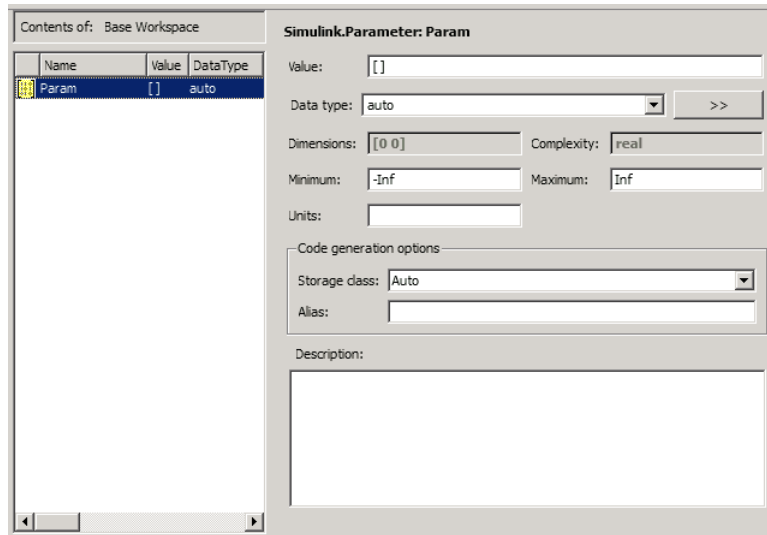 Contents of: Base Workspace
Name Value DataType
Param [ ] auto
Simulink.Parameter: Param
Value: []
Data type: auto >>
Dimensions: [0 0] Complexity: real
Minimum: -Inf Maximum: Inf
Units:
Code generation options
Storage class: Auto
Alias:
Description: